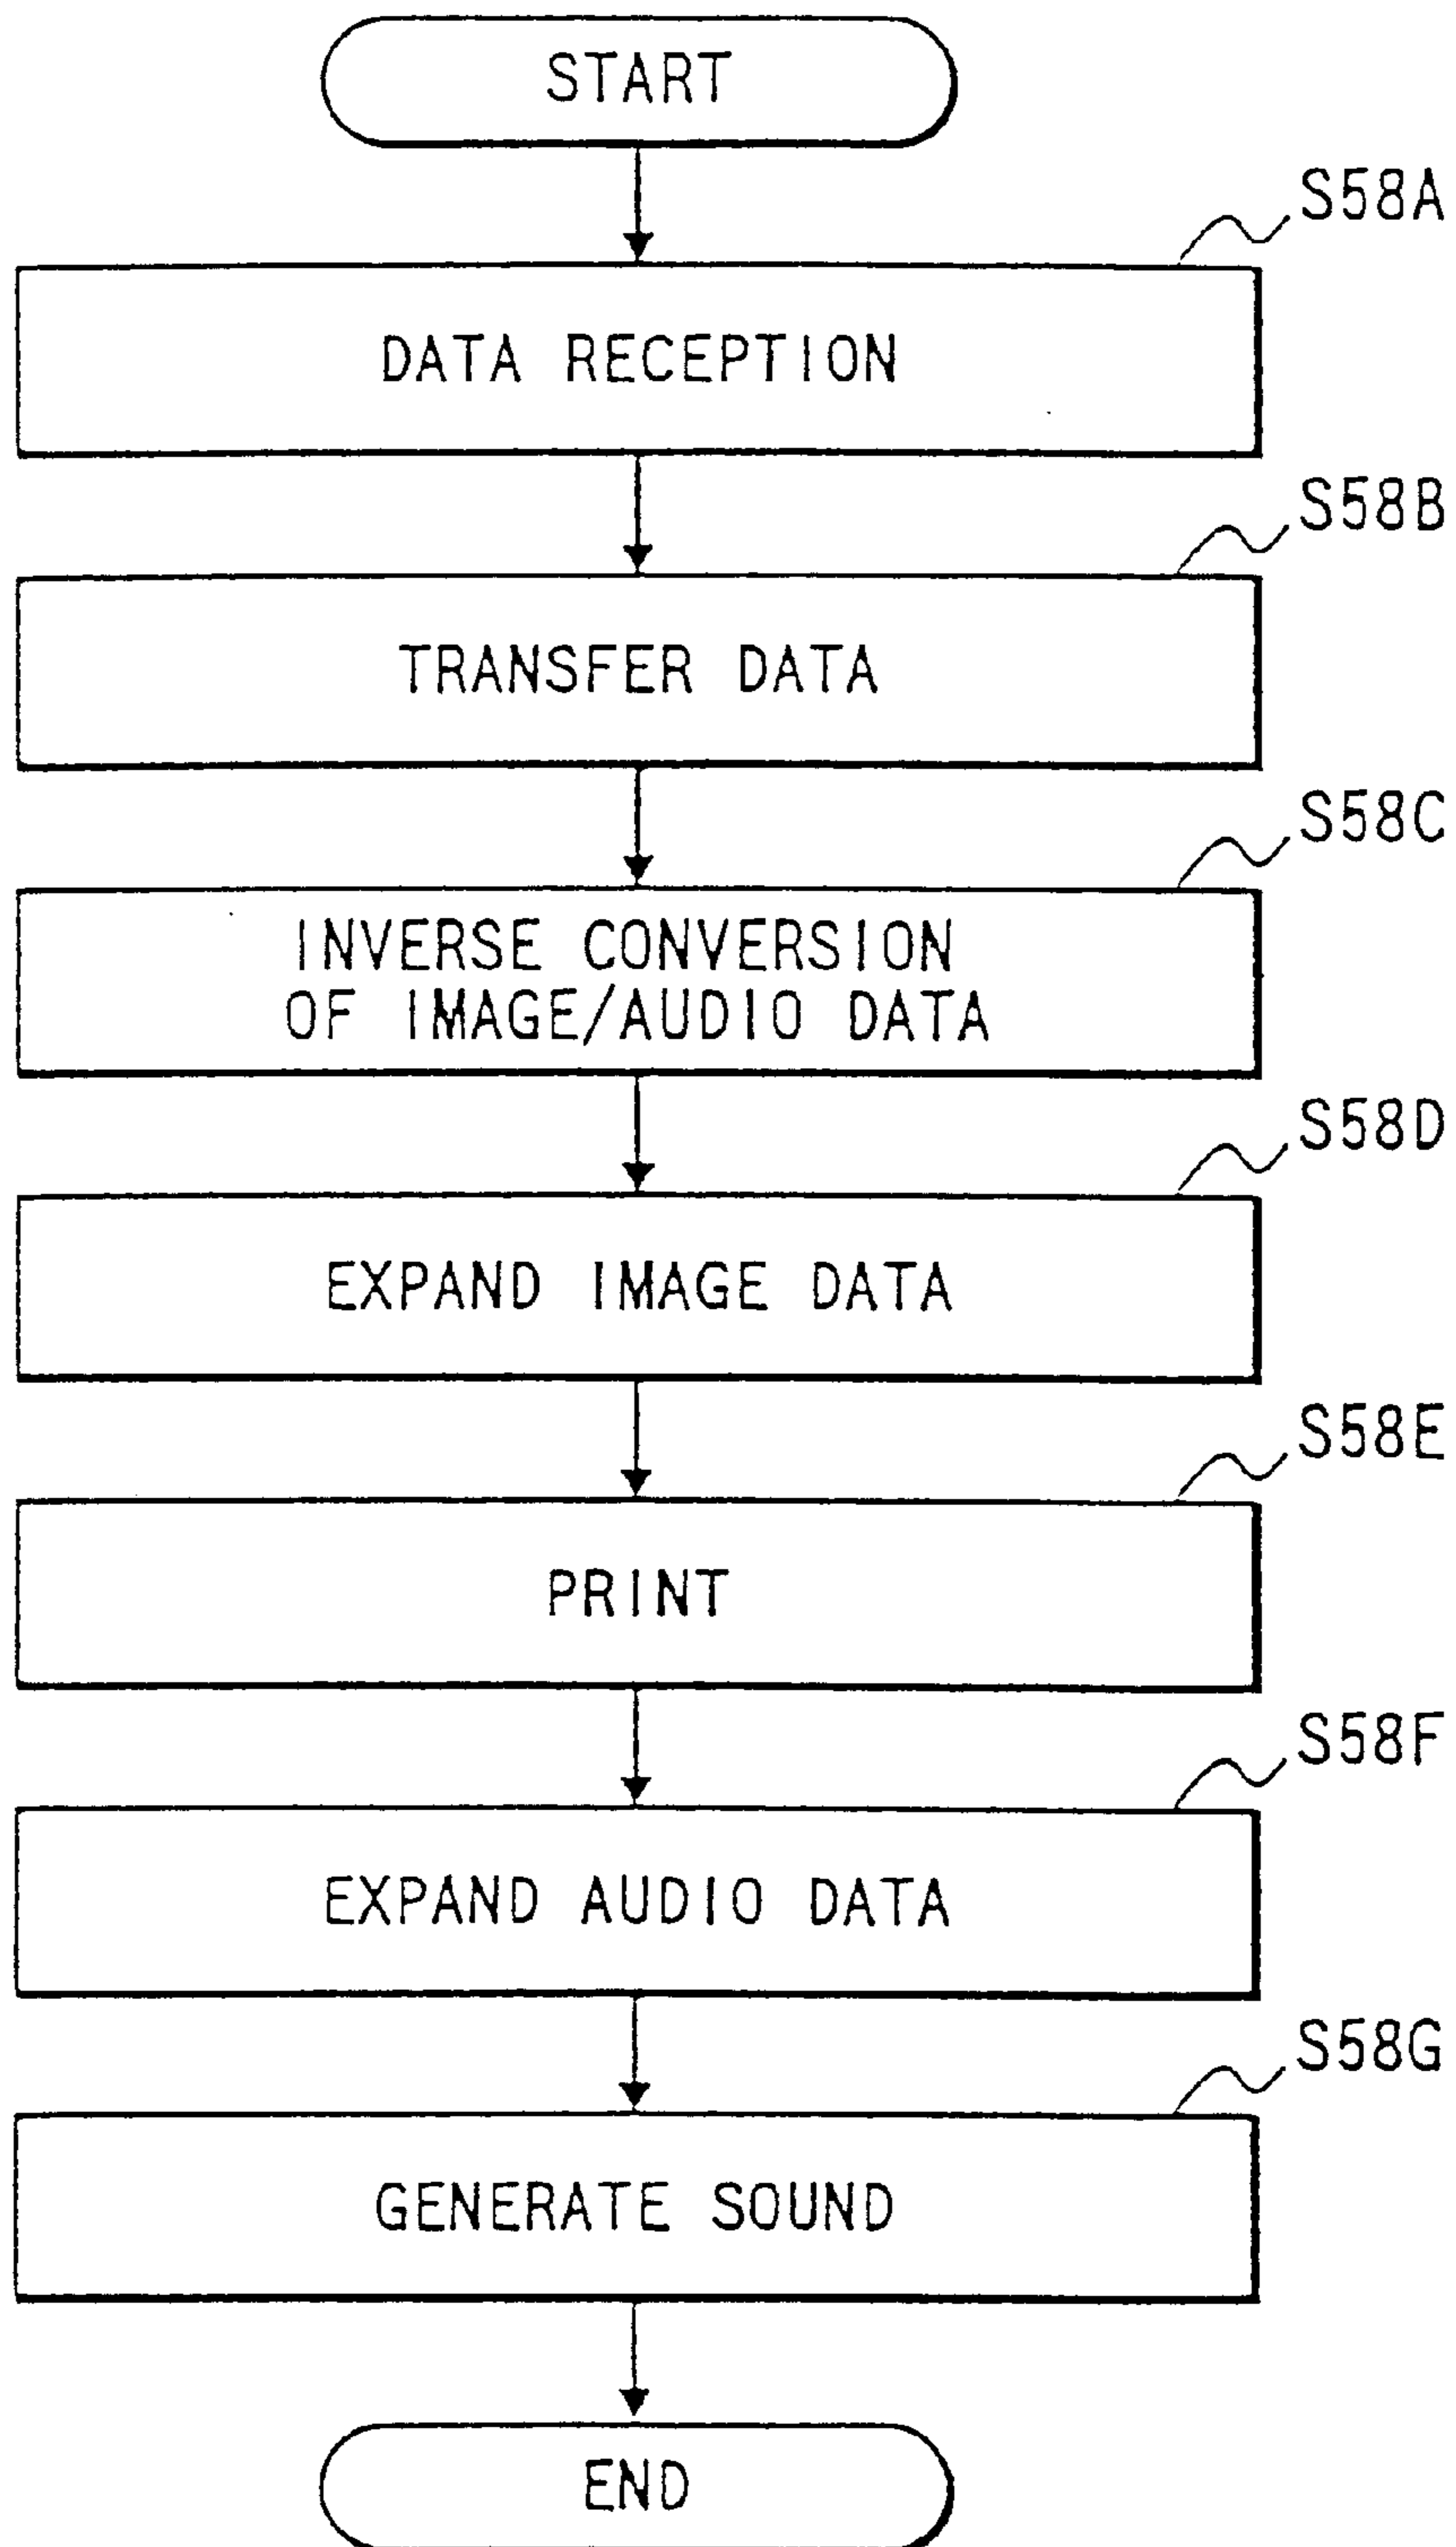 START
S58A
DATA RECEPTION
S58B
TRANSFER DATA
S58C
INVERSE CONVERSION
OF IMAGE/AUDIO DATA
S58D
EXPAND IMAGE DATA
S58E
PRINT
S58F
EXPAND AUDIO DATA
S58G
GENERATE SOUND
END